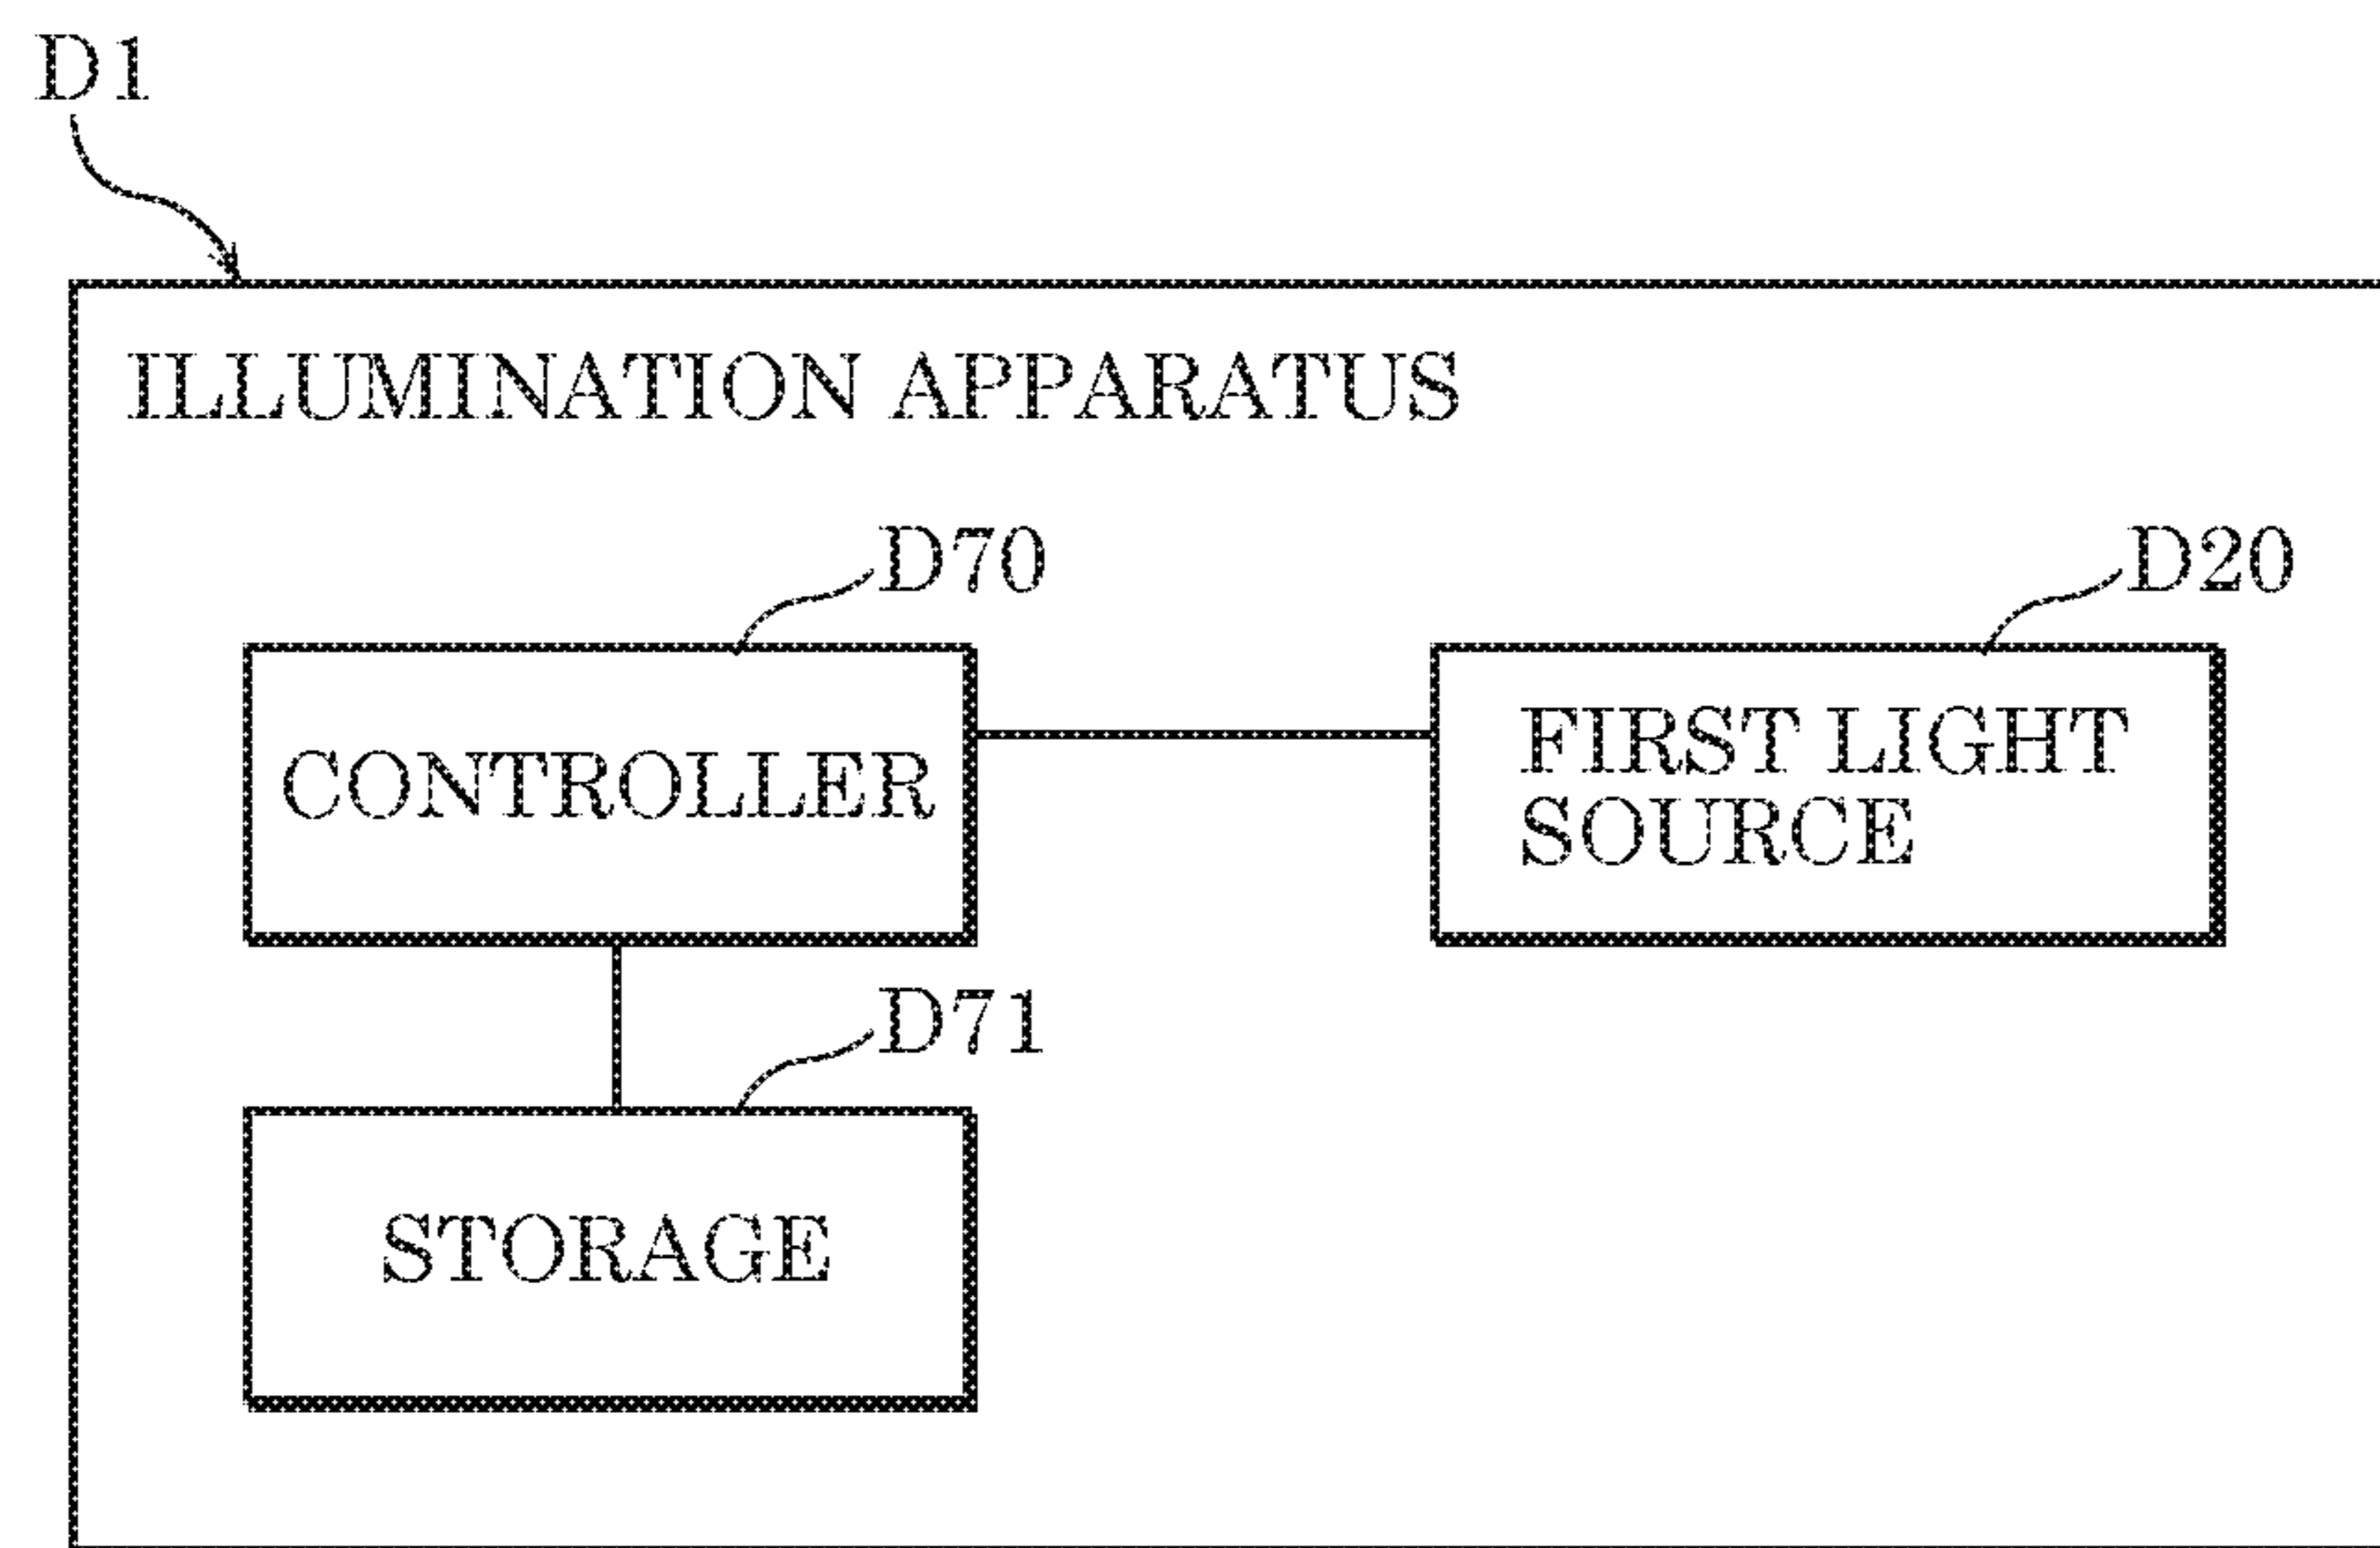 D1
ILLUMINATION APPARATUS
D70
D20
CONTROLLER
FIRST LIGHT
SOURCE
D71
STORAGE